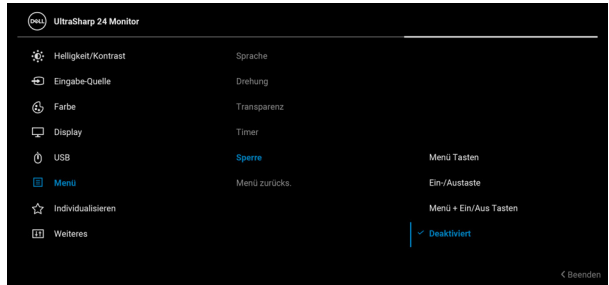 DELL UltraSharp 24 Monitor
Helligkeit/Kontrast Sprache
Eingabe-Quelle Drehung
Farbe Transparenz
Display Timer
USB Sperre Menü Tasten
Menü Menü zurücks. Ein-/Austaste
Individualisieren Menü + Ein/Aus Tasten
Weiteres Deaktiviert
Beenden